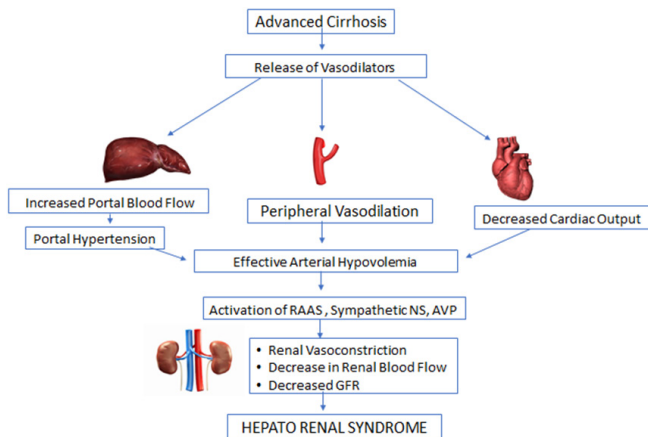 Advanced Cirrhosis
Release of Vasodilators
Increased Portal Blood Flow
Peripheral Vasodilation
Decreased Cardiac Output
Portal Hypertension
Effective Arterial Hypovolemia
Activation of RAAS , Sympathetic NS, AVP
• Renal Vasoconstriction
• Decrease in Renal Blood Flow
• Decreased GFR
HEPATO RENAL SYNDROME